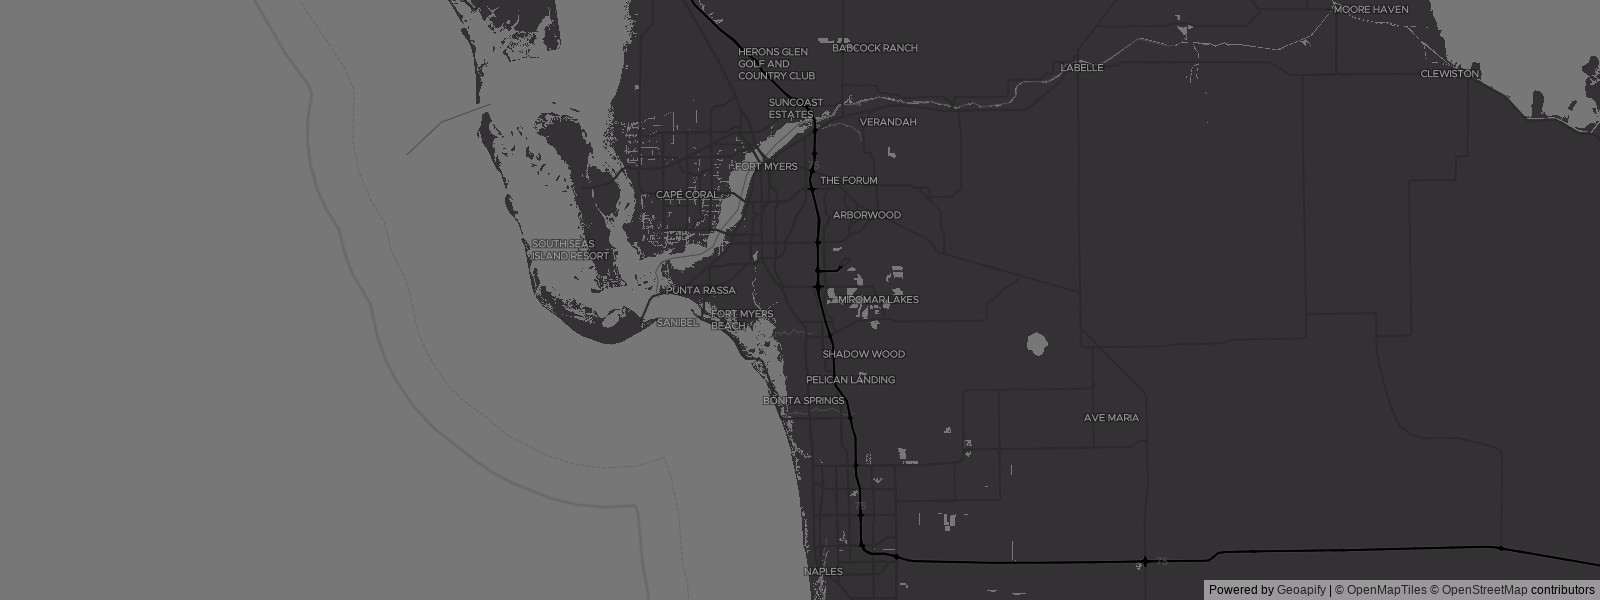 MOORE HAVEN
HERONS GLEN
GOLF AND
COUNTRY CLUB
BABCOCK RANCH
LABELLE
CLEWISTON
SUNCOAST
ESTATES
VERANDAH
FORT MYERS
75
THE FORUM
CAPE CORAL
ARBORWOOD
SOUTH SEAS
ISLAND RESORT
PUNTA RASSA
MIROMAR LAKES
SANIBEL
FORT MYERS
BEACH
SHADOW WOOD
PELICAN LANDING
BONITA SPRINGS
AVE MARIA
75
75
NAPLES
Powered by Geoapify | © OpenMapTiles © OpenStreetMap contributors